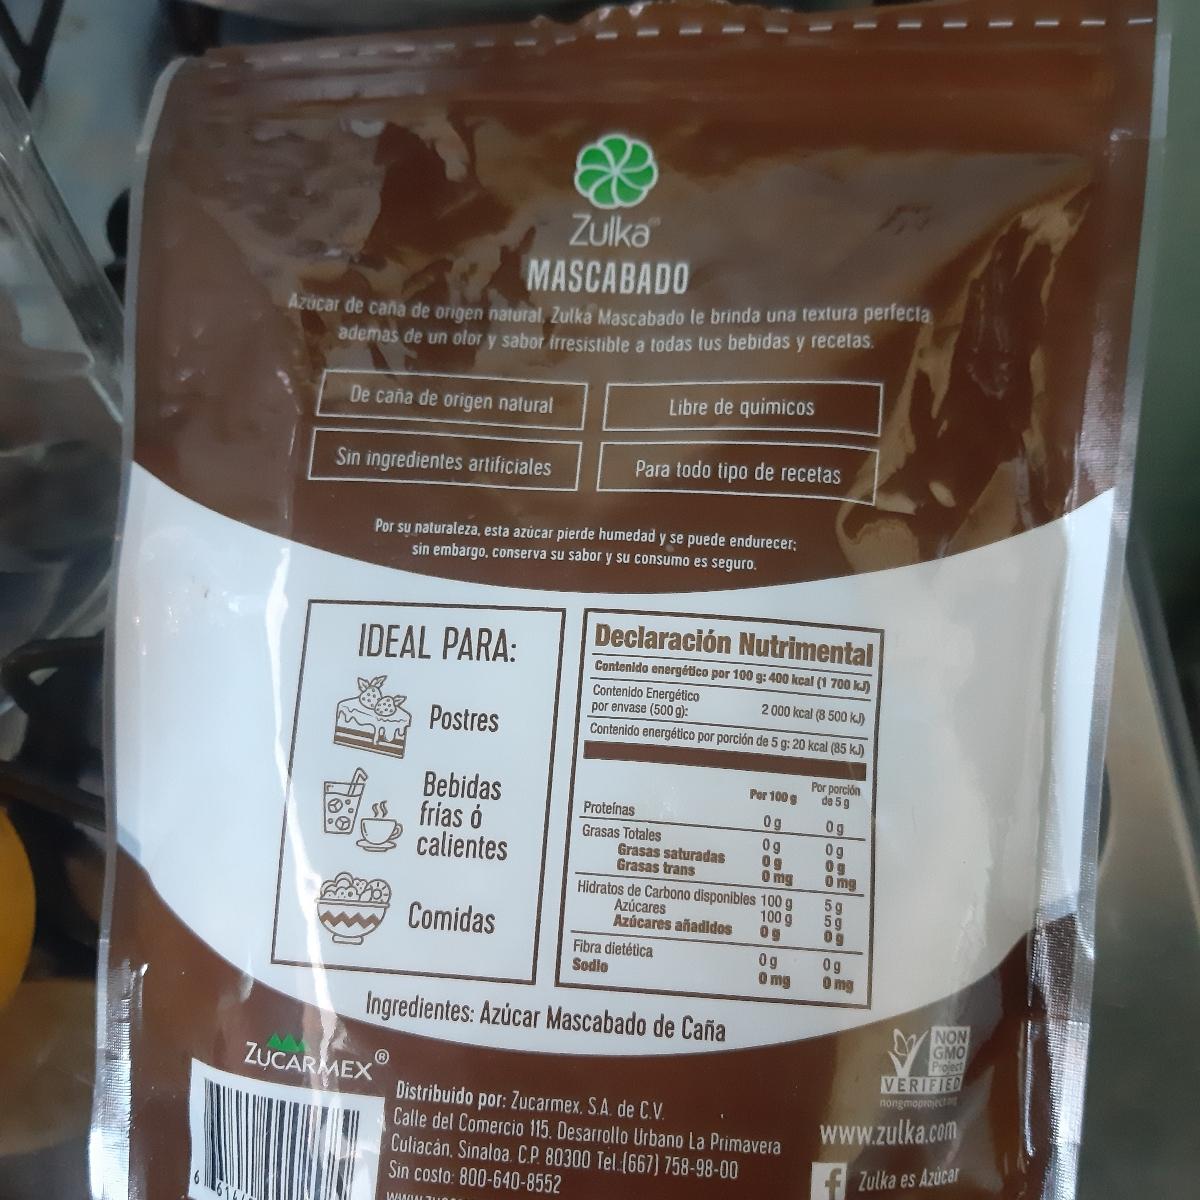 Zulka
MASCABADO
Azúcar de caña de origen natural. Zulka Mascabado le brinda una textura perfecta
ademas de un olor y sabor irresistible a todas tus bebidas y recetas.
De caña de origen natural
Libre de quimicos
Sin ingredientes artificiales
Para todo tipo de recetas
Por su naturaleza, esta azúcar pierde humedad y se puede endurecer;
sin embargo, conserva su sabor y su consumo es seguro.
IDEAL PARA:
Postres
Bebidas
frias ó
calientes
Comidas
Declaración Nutrimental
Contenido energético por 100 g: 400 kcal (1 700 kJ)
Contenido Energético
por envase (500 g): 2 000 kcal (8 500 kJ)
Contenido energético por porción de 5 g: 20 kcal (85 kJ)
Por 100 g Por porción
de 5 g
Proteínas 0 g 0 g
Grasas Totales 0 g 0 g
Grasas saturadas 0 g 0 g
Grasas trans 0 mg 0 mg
Hidratos de Carbono disponibles 100 g 5 g
Azúcares 100 g 5 g
Azúcares añadidos 0 g 0 g
Fibra dietética 0 g 0 g
Sodio 0 mg 0 mg
Ingredientes: Azúcar Mascabado de Caña
ZUCARMEX®
Distribuido por: Zucarmex, S.A. de C.V.
Calle del Comercio 115. Desarrollo Urbano La Primavera
Culiacán, Sinaloa. C.P. 80300 Tel.(667) 758-98-00
Sin costo: 800-640-8552
NON
GMO
Project
VERIFIED
nongmoproject.org
www.zulka.com
f Zulka es Azúcar